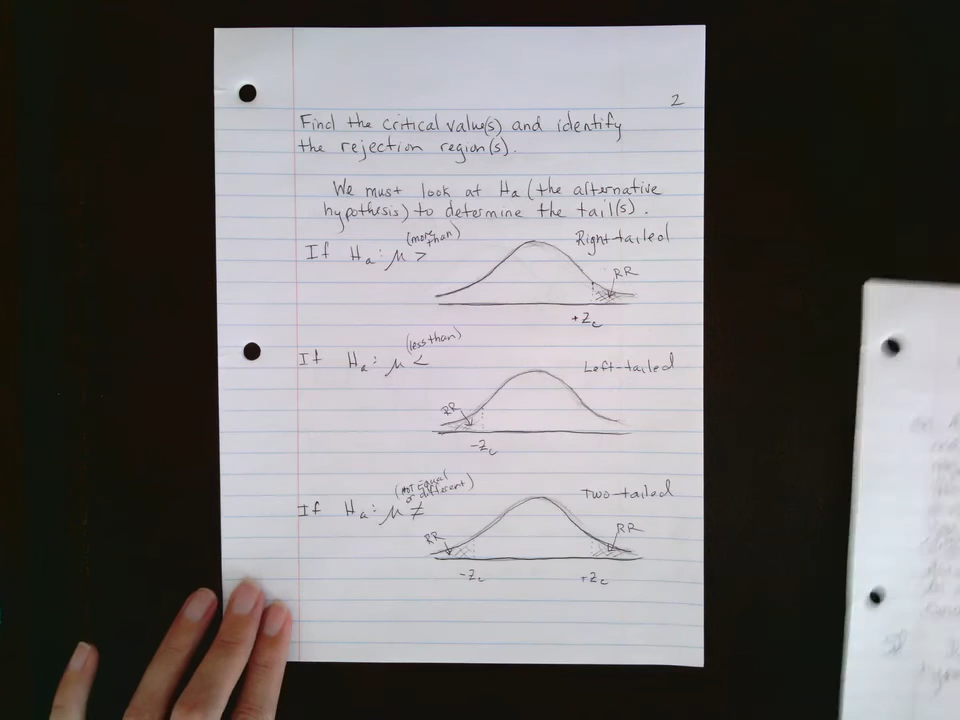 2
Find the critical value(s) and identify
the rejection region(s).
We must look at Ha (the alternative
hypothesis) to determine the tail(s).
If Ha: μ > (more than)
Right-tailed
RR
+Zc
If Ha: μ < (less than)
Left-tailed
RR
-Zc
If Ha: μ ≠ (not equal or different)
Two-tailed
RR
RR
-Zc
+Zc